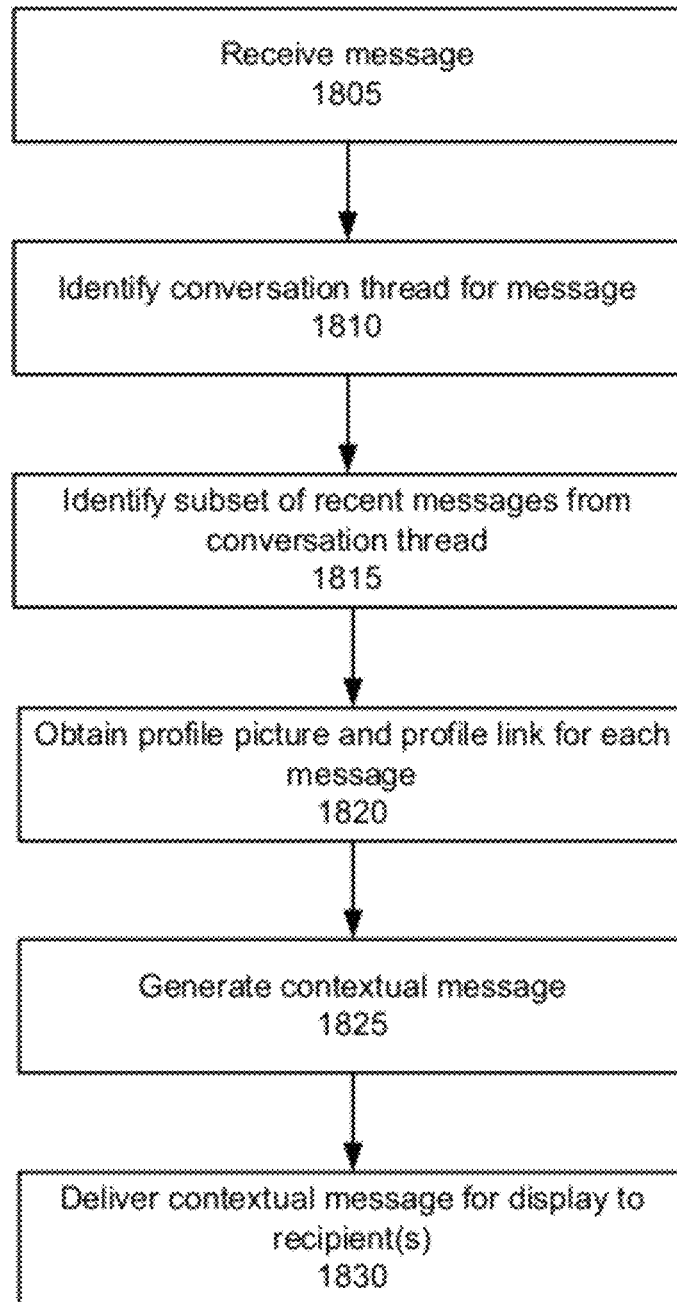 Receive message
1805
Identify conversation thread for message
1810
Identify subset of recent messages from
conversation thread
1815
Obtain profile picture and profile link for each
message
1820
Generate contextual message
1825
Deliver contextual message for display to
recipient(s)
1830